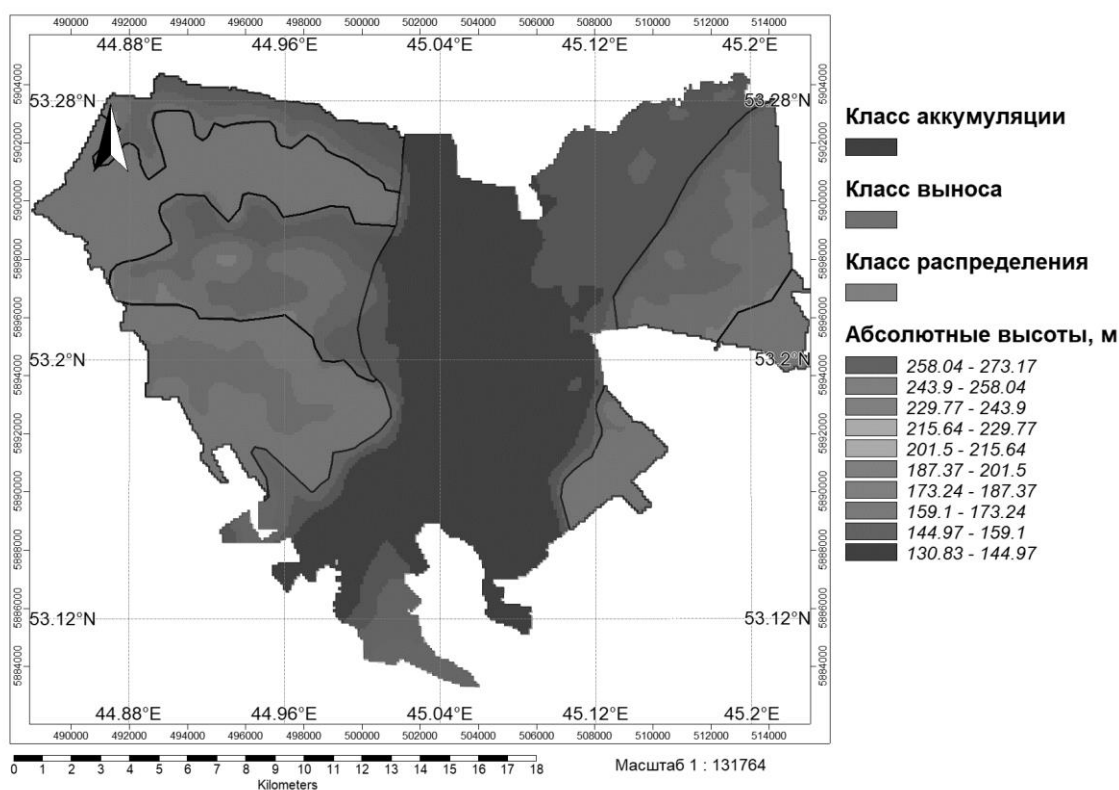 490000 492000 494000 496000 498000 500000 502000 504000 506000 508000 510000 512000 514000
44.88°E 44.96°E 45.04°E 45.12°E 45.2°E
5904000
53.28°N 53.28°N
5902000
5900000
5898000
5896000
53.2°N 53.2°N
5894000
5892000
5890000
5888000
5886000
53.12°N 53.12°N
5884000
44.88°E 44.96°E 45.04°E 45.12°E 45.2°E
490000 492000 494000 496000 498000 500000 502000 504000 506000 508000 510000 512000 514000
0 1 2 3 4 5 6 7 8 9 10 11 12 13 14 15 16 17 18
Kilometers
Масштаб 1 : 131764
Класс аккумуляции
Класс выноса
Класс распределения
Абсолютные высоты, м
258.04 - 273.17
243.9 - 258.04
229.77 - 243.9
215.64 - 229.77
201.5 - 215.64
187.37 - 201.5
173.24 - 187.37
159.1 - 173.24
144.97 - 159.1
130.83 - 144.97